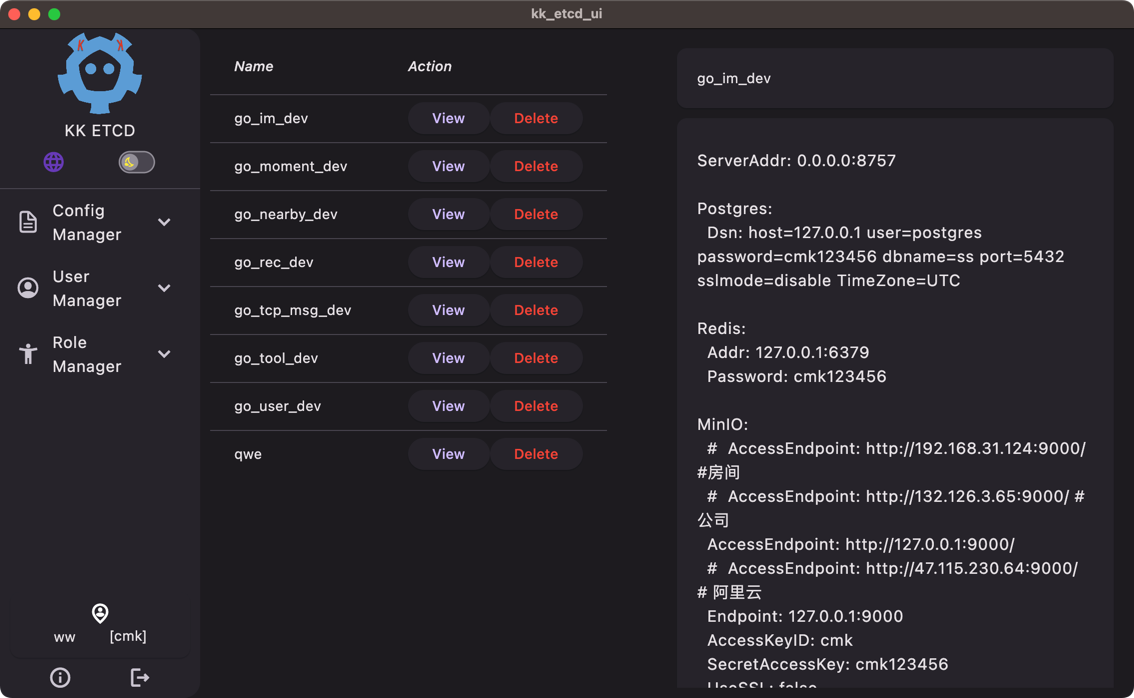 kk_etcd_ui
KK ETCD
Config
Manager
User
Manager
Role
Manager
ww [cmk]
Name Action
go_im_dev View Delete
go_moment_dev View Delete
go_nearby_dev View Delete
go_rec_dev View Delete
go_tcp_msg_dev View Delete
go_tool_dev View Delete
go_user_dev View Delete
qwe View Delete
go_im_dev
ServerAddr: 0.0.0.0:8757
Postgres:
Dsn: host=127.0.0.1 user=postgres
password=cmk123456 dbname=ss port=5432
sslmode=disable TimeZone=UTC
Redis:
Addr: 127.0.0.1:6379
Password: cmk123456
MinIO:
# AccessEndpoint: http://192.168.31.124:9000/
#房间
# AccessEndpoint: http://132.126.3.65:9000/ #
公司
AccessEndpoint: http://127.0.0.1:9000/
# AccessEndpoint: http://47.115.230.64:9000/
# 阿里云
Endpoint: 127.0.0.1:9000
AccessKeyID: cmk
SecretAccessKey: cmk123456
UseSSL: false